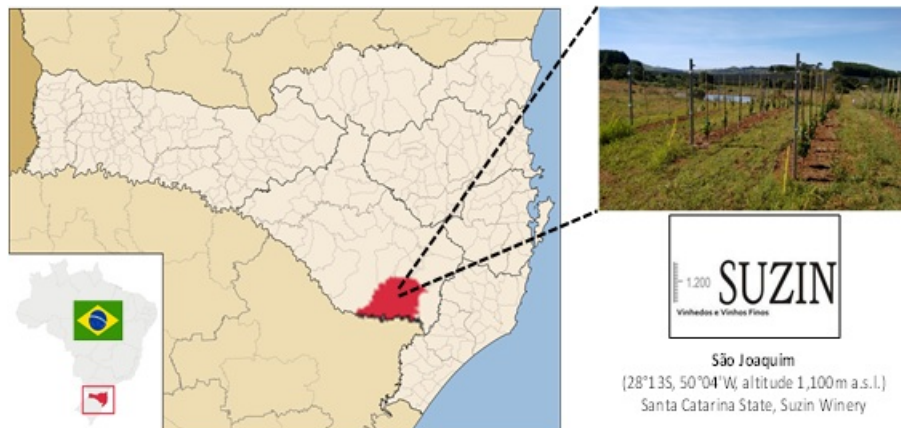 1.200 SUZIN
Vinhedos e Vinhos Finos
São Joaquim
(28°13S, 50°04'W, altitude 1,100m a.s.l.)
Santa Catarina State, Suzin Winery